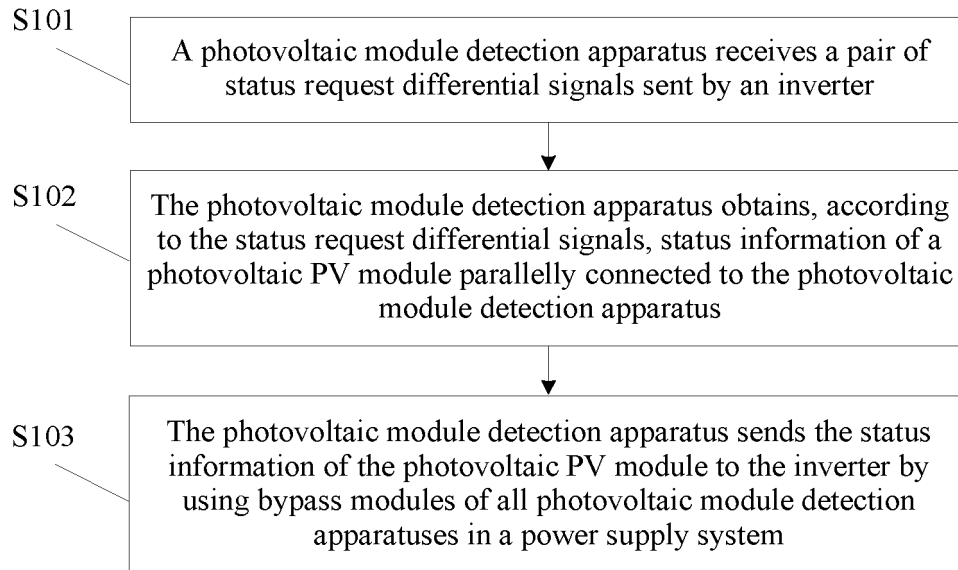 S101
A photovoltaic module detection apparatus receives a pair of
status request differential signals sent by an inverter
S102
The photovoltaic module detection apparatus obtains, according
to the status request differential signals, status information of a
photovoltaic PV module parallelly connected to the photovoltaic
module detection apparatus
S103
The photovoltaic module detection apparatus sends the status
information of the photovoltaic PV module to the inverter by
using bypass modules of all photovoltaic module detection
apparatuses in a power supply system